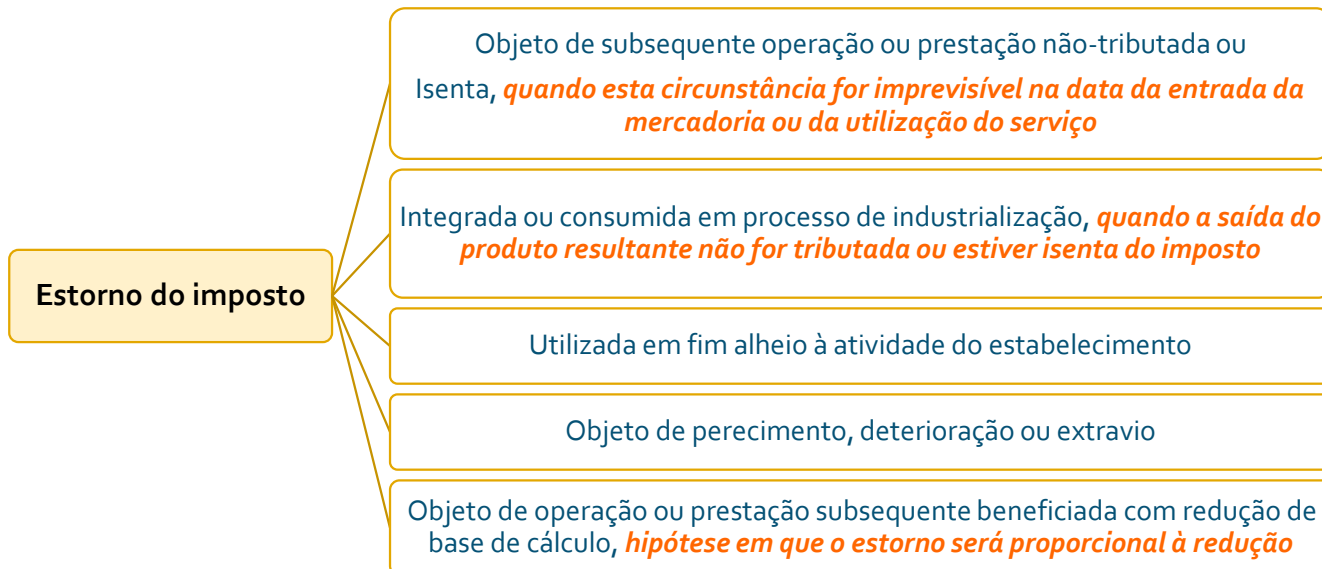 Objeto de subsequente operação ou prestação não-tributada ou
Isenta, quando esta circunstância for imprevisível na data da entrada da
mercadoria ou da utilização do serviço
Integrada ou consumida em processo de industrialização, quando a saída do
produto resultante não for tributada ou estiver isenta do imposto
Estorno do imposto
Utilizada em fim alheio à atividade do estabelecimento
Objeto de perecimento, deterioração ou extravio
Objeto de operação ou prestação subsequente beneficiada com redução de
base de cálculo, hipótese em que o estorno será proporcional à redução